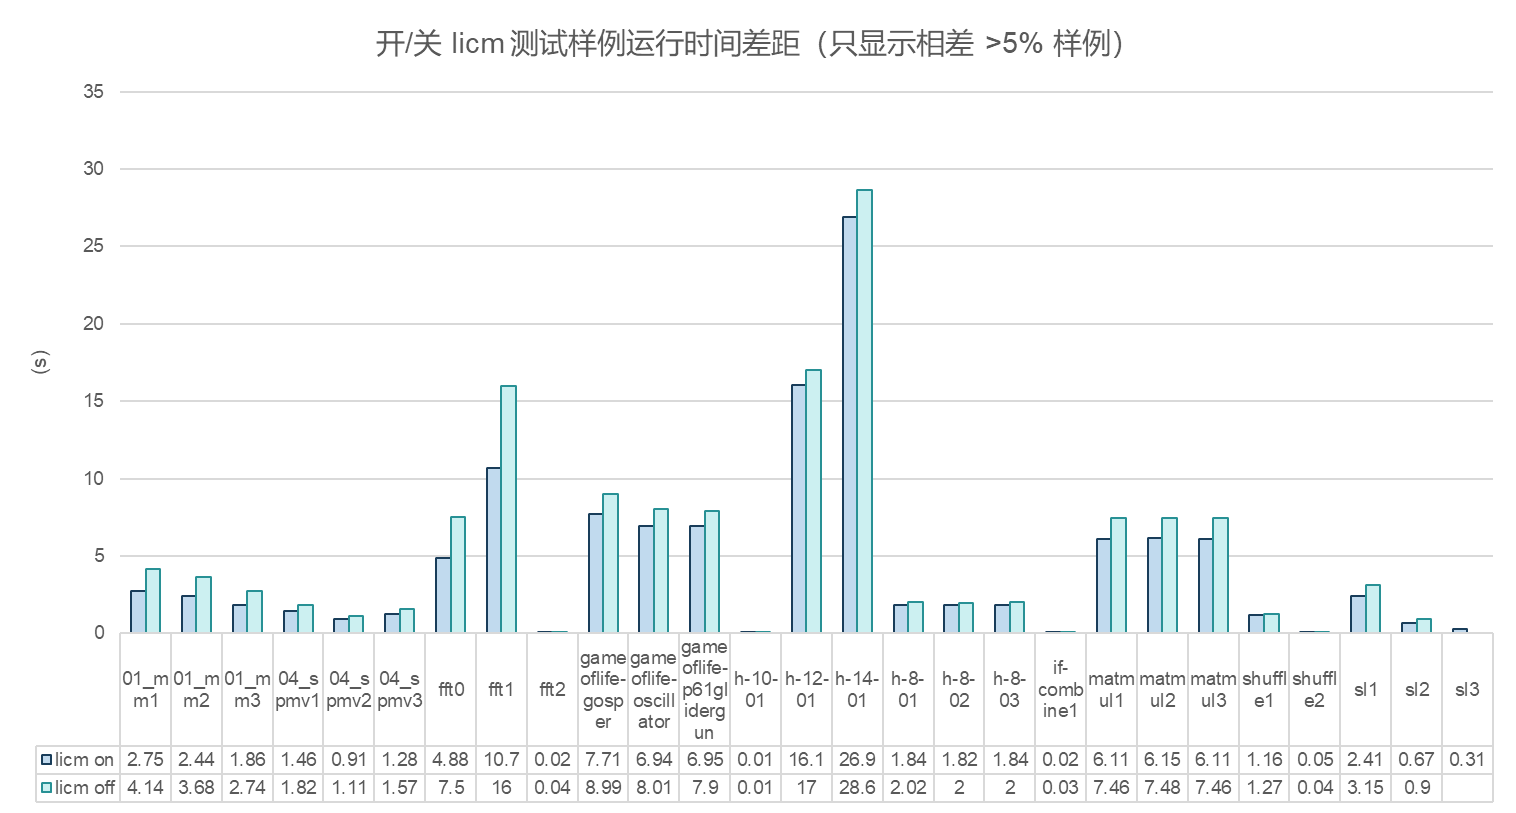 开/关 licm 测试样例运行时间差距（只显示相差 >5% 样例）
35
30
25
20
15
10
5
0
(s)
01_m
m1
01_m
m2
01_m
m3
04_s
pmv1
04_s
pmv2
04_s
pmv3
fft0
fft1
fft2
game
oflife-
gosp
er
game
oflife-
oscill
ator
game
oflife-
p61gl
iderg
un
h-10-
01
h-12-
01
h-14-
01
h-8-
01
h-8-
02
h-8-
03
if-
comb
ine1
matm
ul1
matm
ul2
matm
ul3
shuffl
e1
shuffl
e2
sl1
sl2
sl3
licm on 2.75 2.44 1.86 1.46 0.91 1.28 4.88 10.7 0.02 7.71 6.94 6.95 0.01 16.1 26.9 1.84 1.82 1.84 0.02 6.11 6.15 6.11 1.16 0.05 2.41 0.67 0.31
licm off 4.14 3.68 2.74 1.82 1.11 1.57 7.5 16 0.04 8.99 8.01 7.9 0.01 17 28.6 2.02 2 2 0.03 7.46 7.48 7.46 1.27 0.04 3.15 0.9